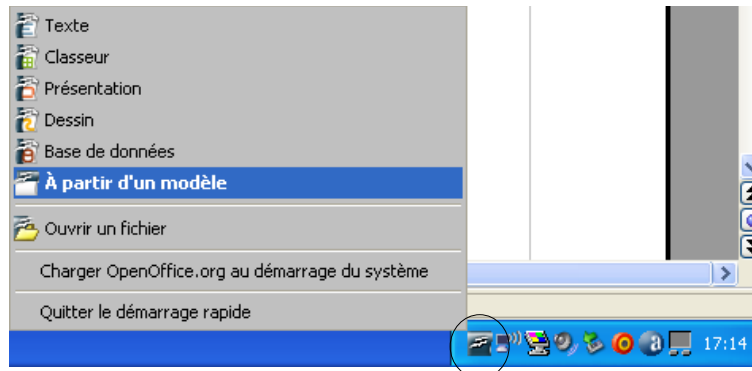 Texte
Classeur
Présentation
Dessin
Base de données
À partir d'un modèle
Ouvrir un fichier
Charger OpenOffice.org au démarrage du système
Quitter le démarrage rapide
17:14